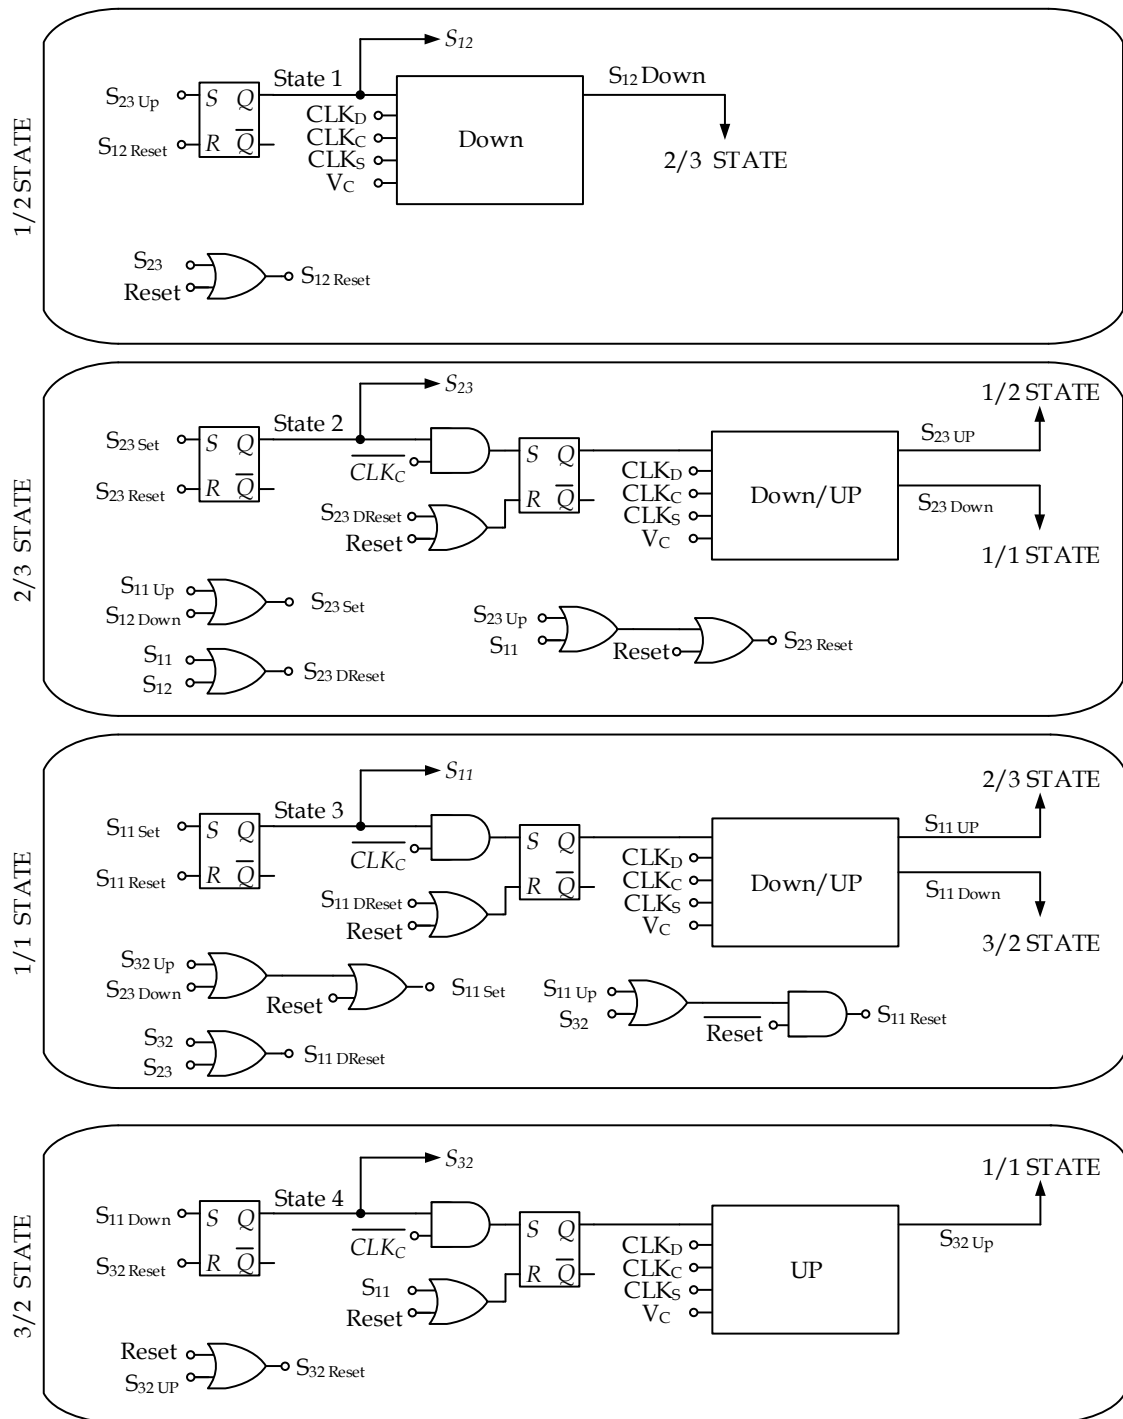 1/2 STATE
S12
State 1
S12 Down
S23 Up
S Q
CLKD
CLKC
Down
S12 Reset
R Q
CLKS
2/3 STATE
VC
S23
Reset
S12 Reset
2/3 STATE
S23
1/2 STATE
State 2
S23 Set
S Q
S23 UP
CLKC
S Q
CLKD
S23 Reset
R Q
CLKC
Down/UP
S23 Down
S23 DReset
R Q
CLKS
Reset
VC
1/1 STATE
S11 Up
S12 Down
S23 Set
S23 Up
S11
Reset
S23 Reset
S11
S12
S23 DReset
1/1 STATE
S11
2/3 STATE
State 3
S11 Set
S Q
S11 UP
CLKC
S Q
CLKD
S11 Reset
R Q
CLKC
Down/UP
S11 Down
S11 DReset
R Q
CLKS
Reset
VC
3/2 STATE
S32 Up
S23 Down
Reset
S11 Set
S11 Up
S32
Reset
S11 Reset
S32
S23
S11 DReset
3/2 STATE
S32
1/1 STATE
State 4
S11 Down
S Q
CLKC
S Q
S32 Up
CLKD
S32 Reset
R Q
CLKC
UP
S11
R Q
CLKS
Reset
VC
Reset
S32 UP
S32 Reset